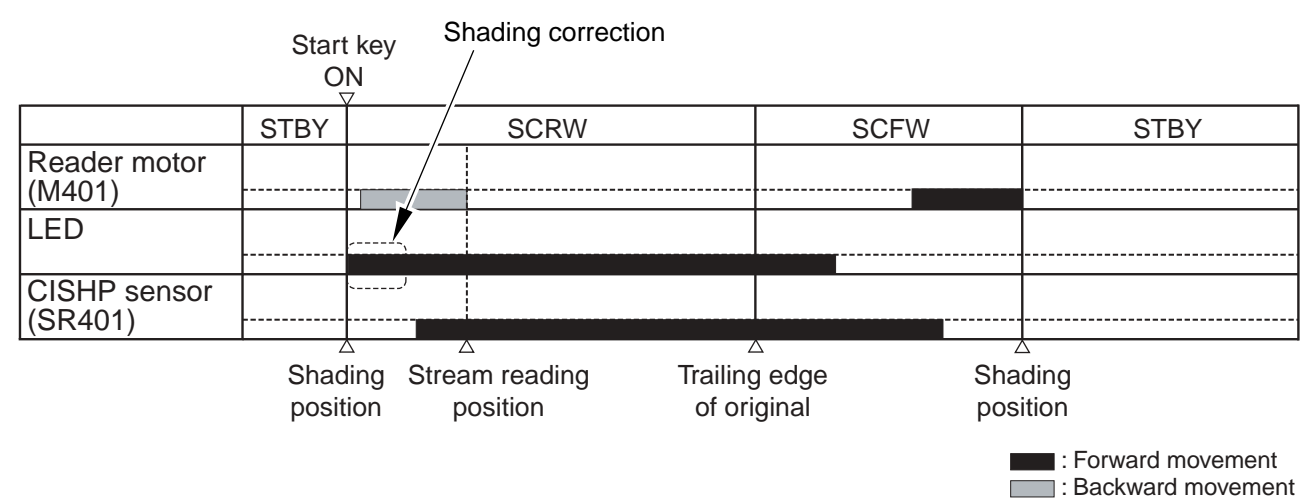 Shading correction
Start key
ON
STBY SCRW SCFW STBY
Reader motor
(M401)
LED
CISHP sensor
(SR401)
Shading
position
Stream reading
position
Trailing edge
of original
Shading
position
: Forward movement
: Backward movement